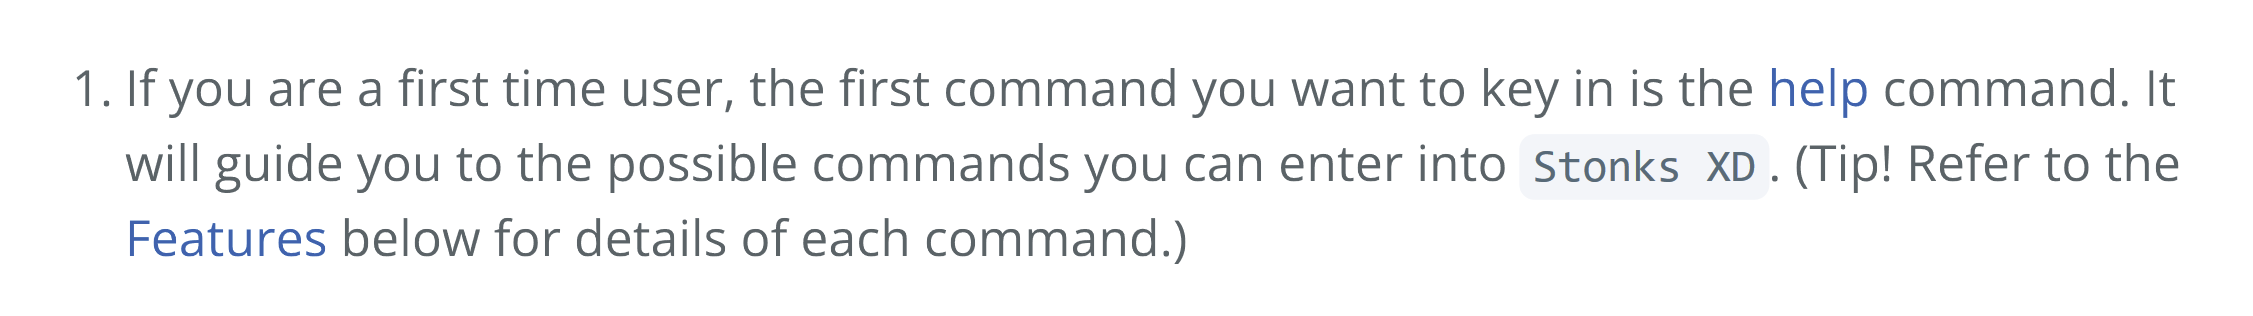 1. If you are a first time user, the first command you want to key in is the help command. It
will guide you to the possible commands you can enter into Stonks XD. (Tip! Refer to the
Features below for details of each command.)